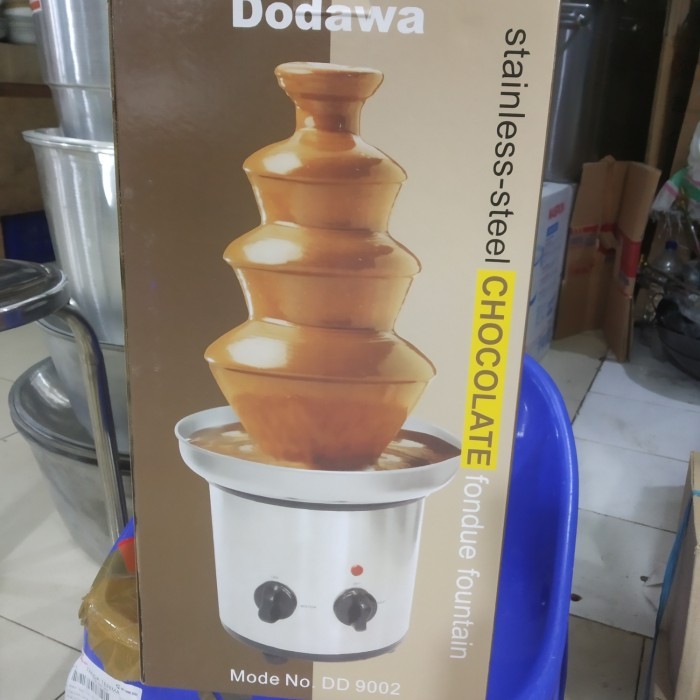 Dodawa
stainless-steel CHOCOLATE fondue fountain
Mode No. DD 9002